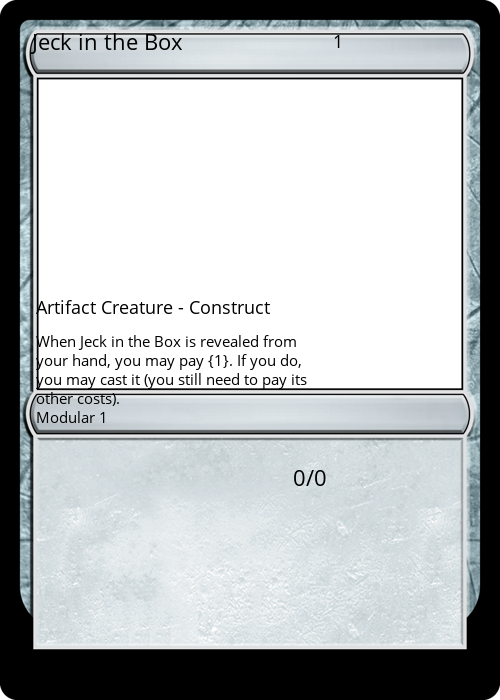 Jeck in the Box
1
Artifact Creature - Construct
When Jeck in the Box is revealed from
your hand, you may pay {1}. If you do,
you may cast it (you still need to pay its
other costs).
Modular 1
0/0